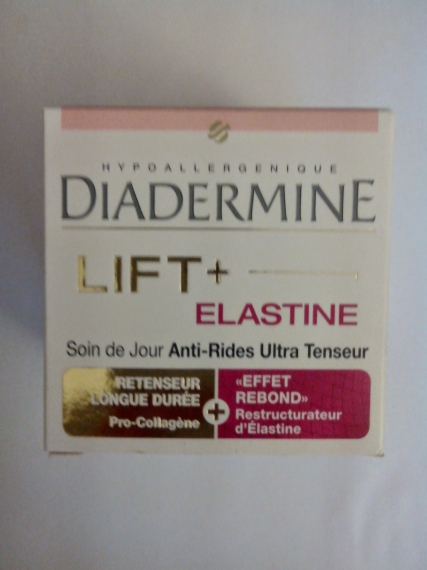 HYPOALLERGENIQUE
DIADERMINE
LIFT+
ELASTINE
Soin de Jour Anti-Rides Ultra Tenseur
RETENSEUR
LONGUE DURÉE
Pro-Collagène
+
«EFFET
REBOND»
Restructurateur
d'Élastine